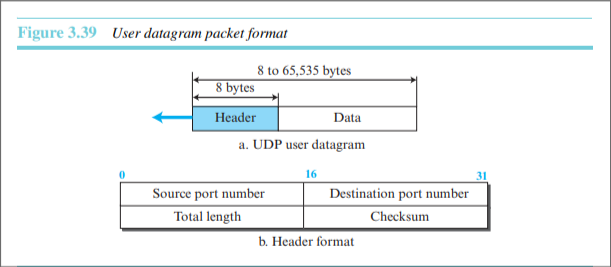 Figure 3.39 User datagram packet format
8 to 65,535 bytes
8 bytes
Header Data
a. UDP user datagram
0 16 31
Source port number Destination port number
Total length Checksum
b. Header format